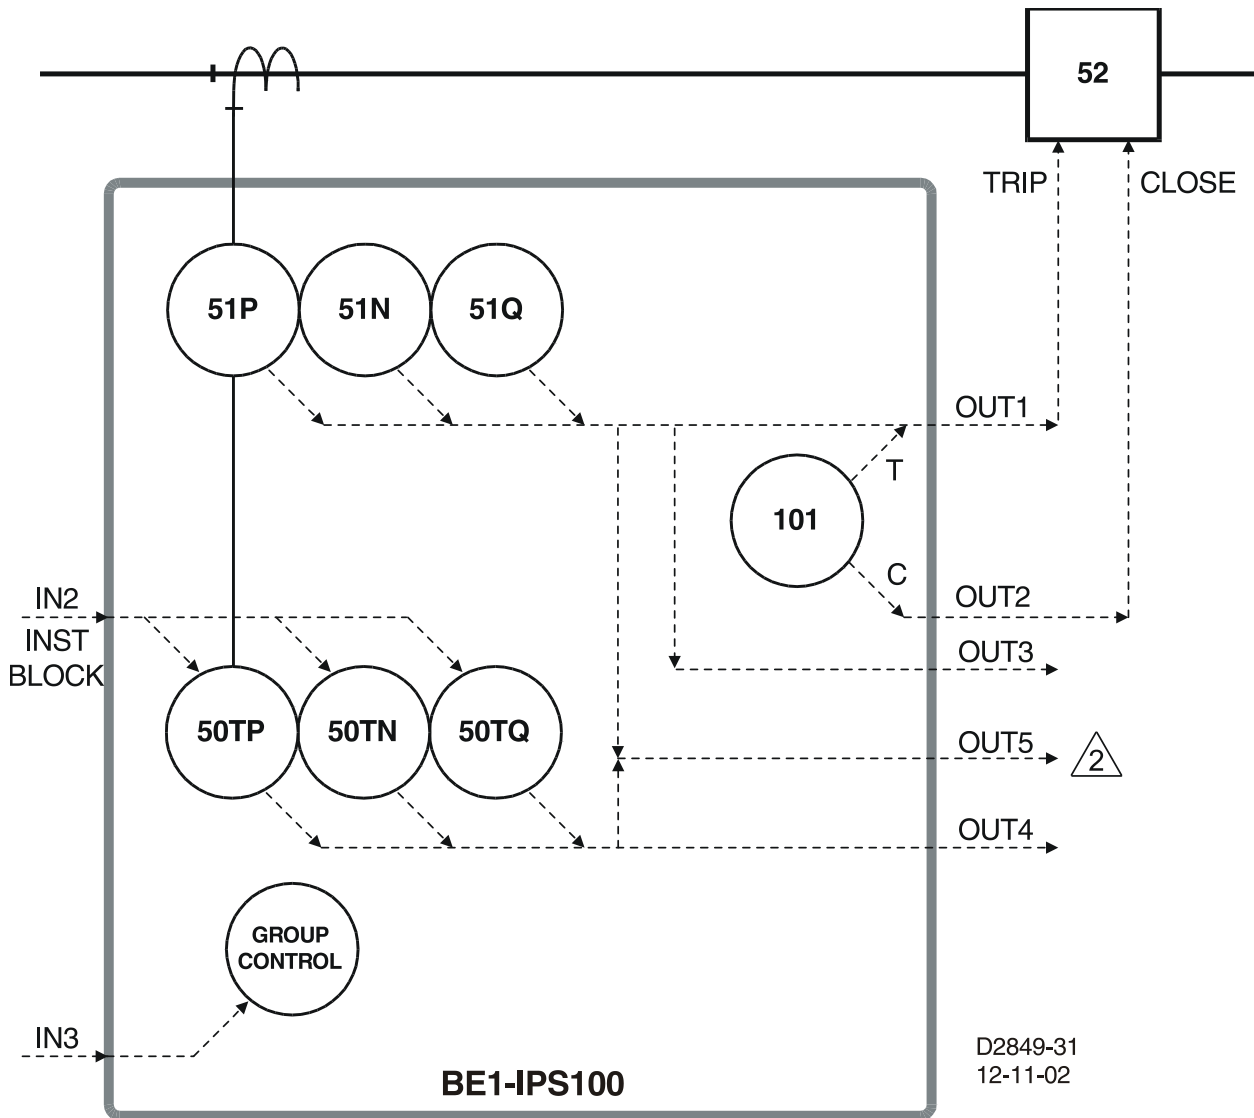 52
TRIP
CLOSE
51P
51N
51Q
OUT1
T
101
C
IN2
INST
BLOCK
OUT2
OUT3
50TP
50TN
50TQ
OUT5
2
OUT4
GROUP
CONTROL
IN3
BE1-IPS100
D2849-31
12-11-02